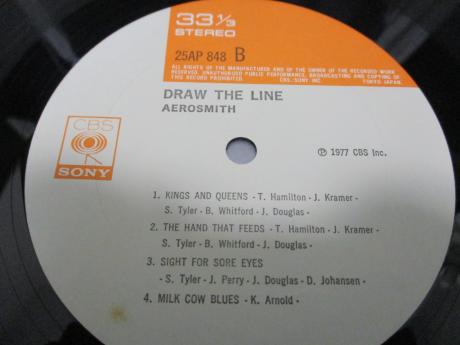 33 1/3
STEREO
25AP 848 B
ALL RIGHTS OF THE MANUFACTURER AND OF THE OWNER OF THE RECORDED WORK
RESERVED. UNAUTHORIZED PUBLIC PERFORMANCE, BROADCASTING AND COPYING OF
THIS RECORD PROHIBITED. CBS/SONY INC. TOKYO JAPAN.
DRAW THE LINE
AEROSMITH
CBS
SONY
℗ 1977 CBS Inc.
1. KINGS AND QUEENS - T. Hamilton - J. Kramer -
S. Tyler - B. Whitford - J. Douglas -
2. THE HAND THAT FEEDS - T. Hamilton - J. Kramer -
S. Tyler - B. Whitford - J. Douglas -
3. SIGHT FOR SORE EYES
- S. Tyler - J. Perry - J. Douglas - D. Johansen -
4. MILK COW BLUES - K. Arnold -